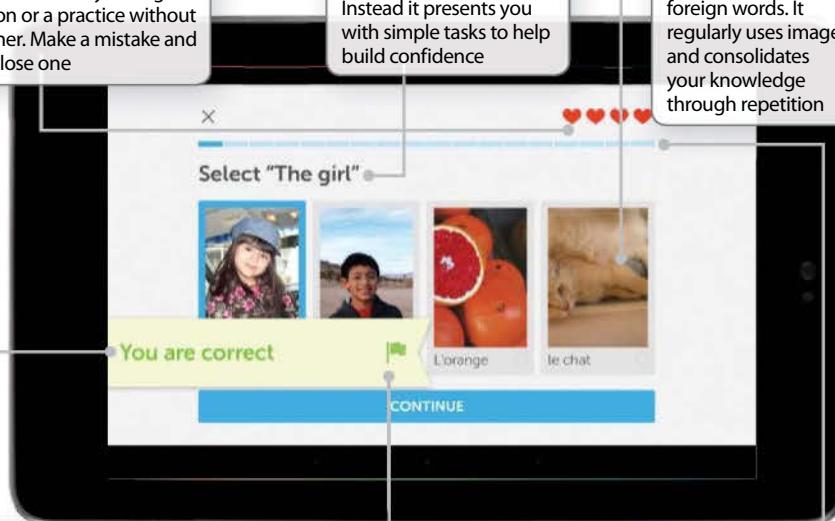 on or a practice without
Make a mistake and
lose one
Instead it presents you
with simple tasks to help
build confidence
foreign words. It
regularly uses image
and consolidates
your knowledge
through repetition
Select "The girl"
You are correct
L'orange
le chat
CONTINUE